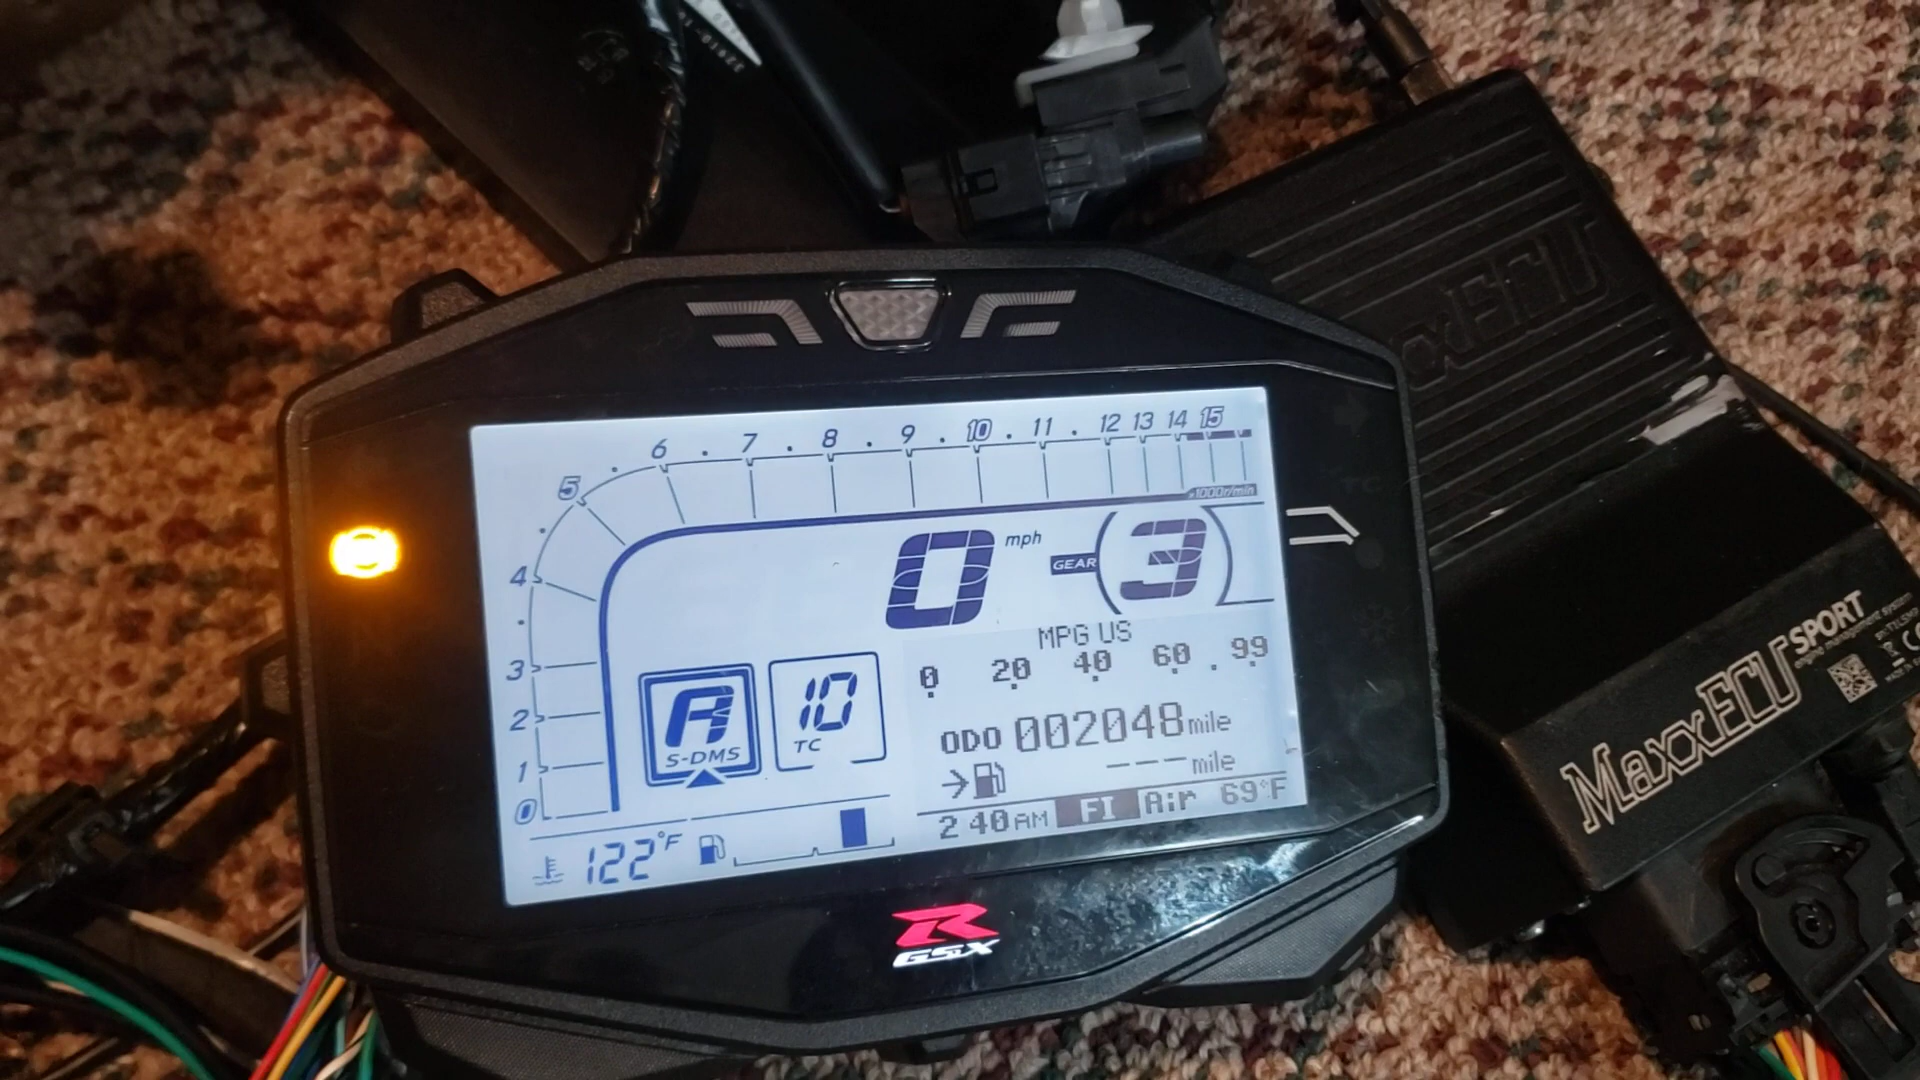 5 6 7 8 9 10 11 12 13 14 15
×1000r/min
4
3
2
1
0
0 mph
GEAR 3
MPG US
0 20 40 60 99
A
S-DMS
10
TC
ODO 002048 mile
--- mile
2:40 AM FI Air 69°F
122°F
R
GSX
MaxxECU
MaxxECU SPORT
engine management system